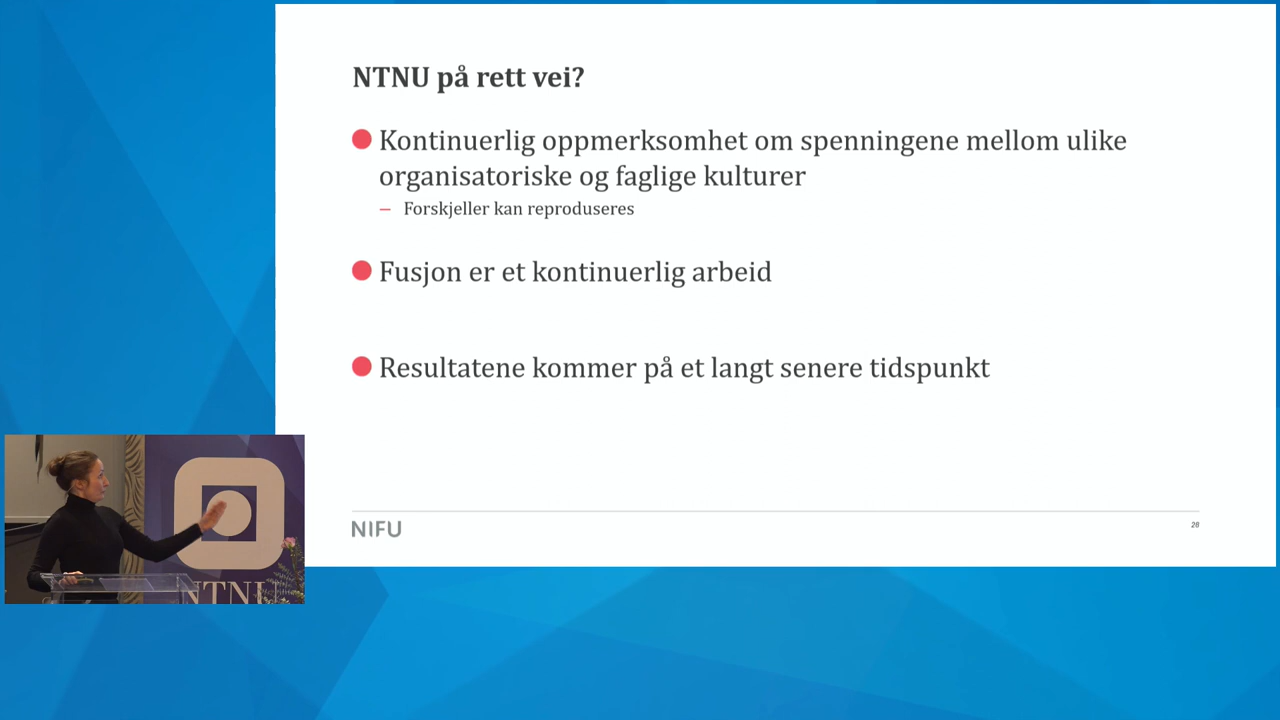 NTNU på rett vei?
Kontinuerlig oppmerksomhet om spenningene mellom ulike
organisatoriske og faglige kulturer
– Forskjeller kan reproduseres
Fusjon er et kontinuerlig arbeid
Resultatene kommer på et langt senere tidspunkt
NIFU
28
NTNU